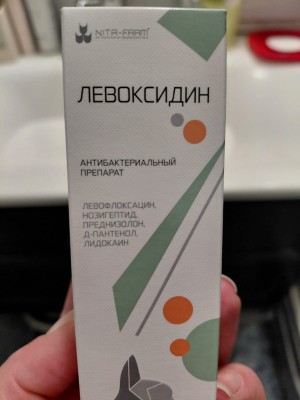 NITA-FARM
ЛЕВОКСИДИН
АНТИБАКТЕРИАЛЬНЫЙ
ПРЕПАРАТ
ЛЕВОФЛОКСАЦИН,
НОЗИГЕПТИД,
ПРЕДНИЗОЛОН,
Д-ПАНТЕНОЛ,
ЛИДОКАИН